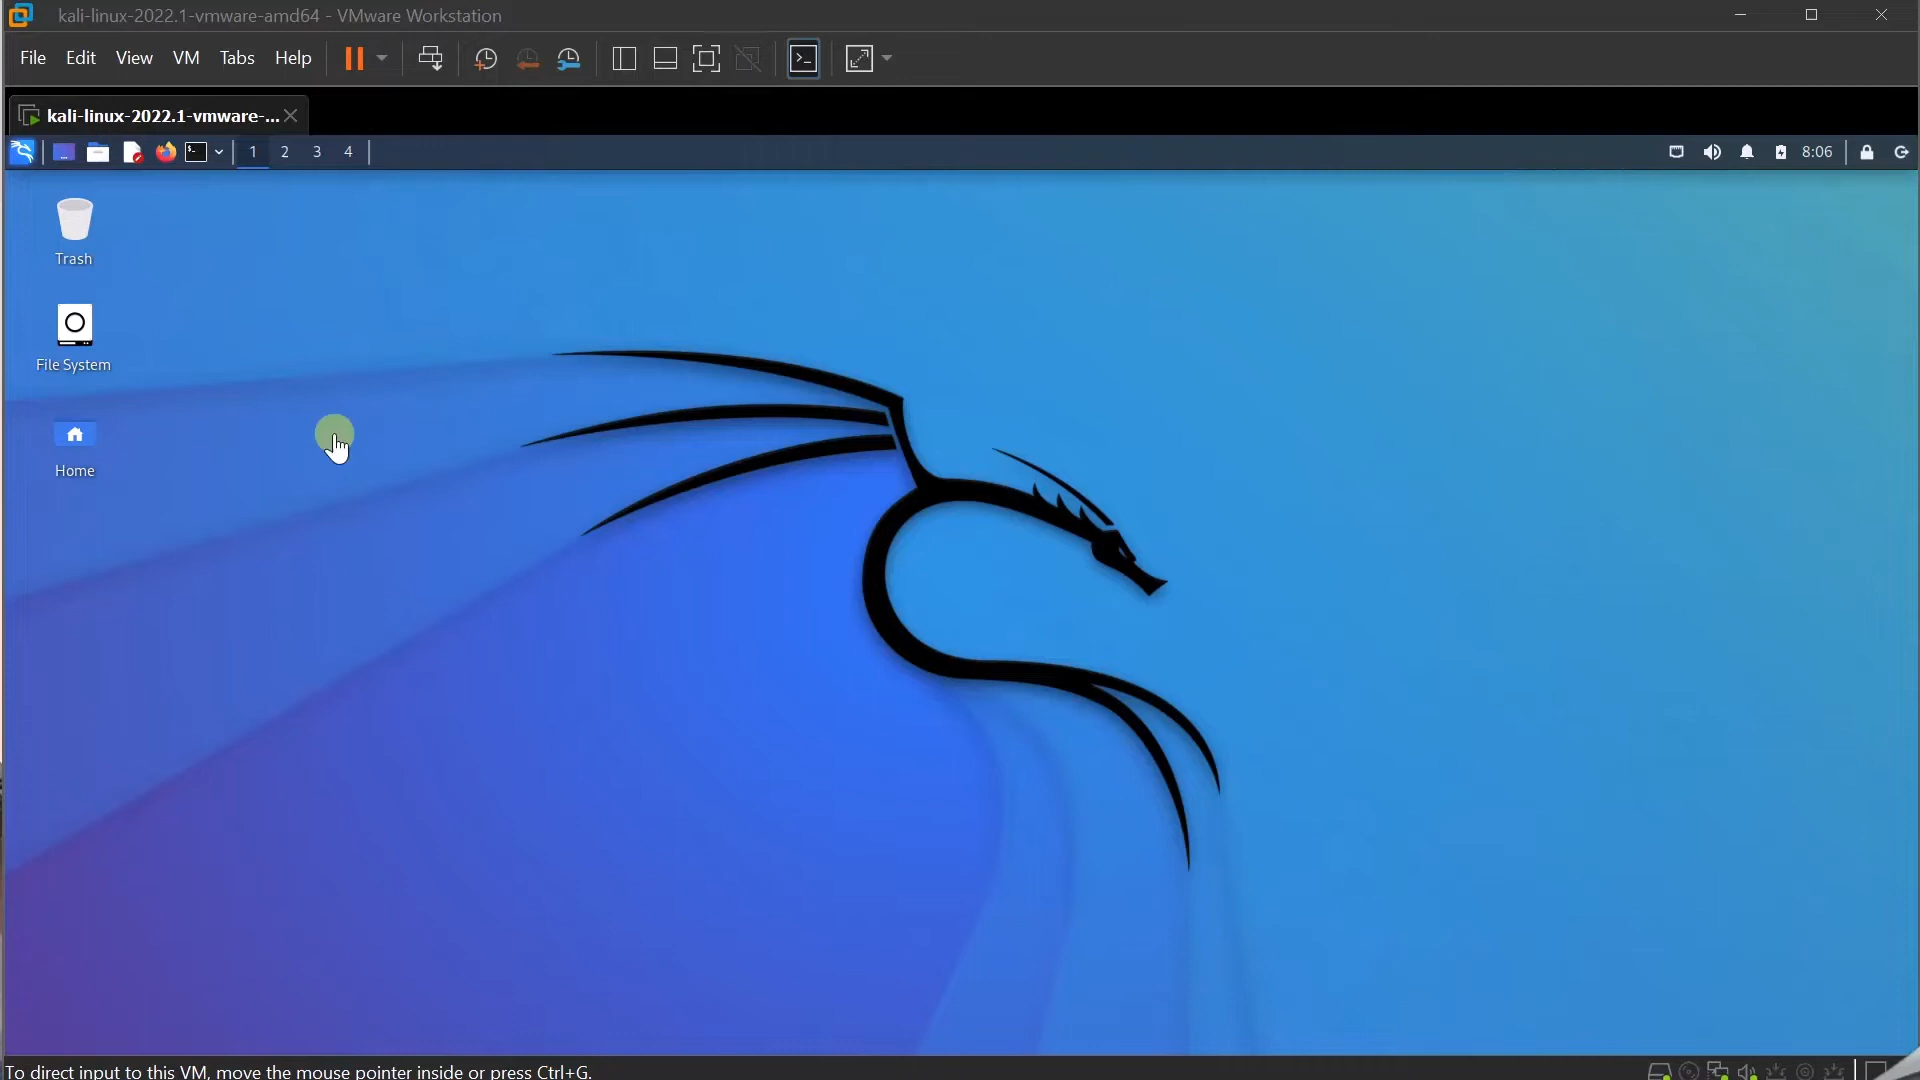 kali-linux-2022.1-vmware-amd64 - VMware Workstation
File Edit View VM Tabs Help
kali-linux-2022.1-vmware-...
1 2 3 4
8:06
Trash
File System
Home
To direct input to this VM, move the mouse pointer inside or press Ctrl+G.